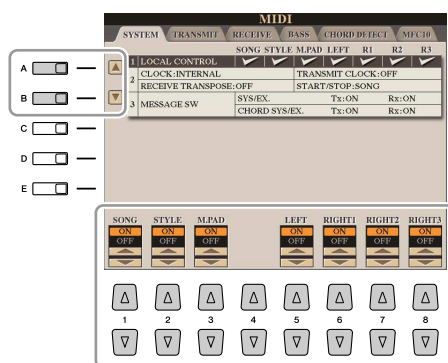 MIDI
SYSTEM TRANSMIT RECEIVE BASS CHORD DETECT MFC10
SONG STYLE M.PAD LEFT R1 R2 R3
1 LOCAL CONTROL
2 CLOCK:INTERNAL TRANSMIT CLOCK:OFF
RECEIVE TRANSPOSE:OFF START/STOP:SONG
3 MESSAGE SW SYS/EX. Tx:ON Rx:ON
CHORD SYS/EX. Tx:ON Rx:ON
A
B
C
D
E
SONG STYLE M.PAD LEFT RIGHT1 RIGHT2 RIGHT3
ON ON ON ON ON ON ON
OFF OFF OFF OFF OFF OFF OFF
1 2 3 4 5 6 7 8